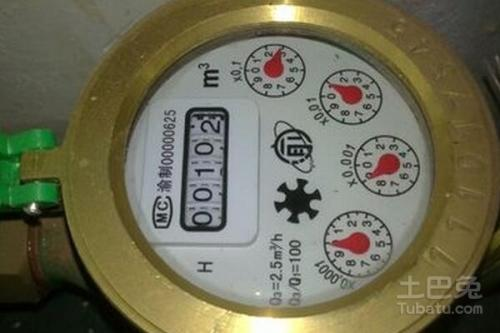 m³
00102
MC 渝制00000625
H
Q₃=2.5m³/h
Q₃/Q₁=100
x0.1
x0.01
x0.001
x0.0001
土巴兔
Tubatu.com